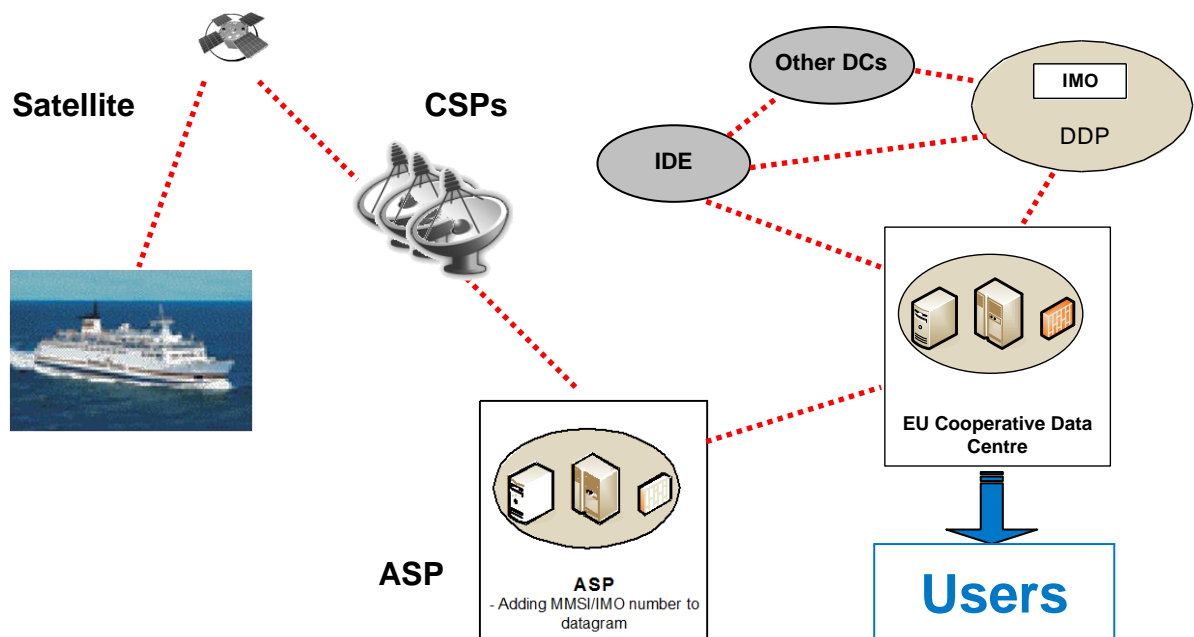 Satellite
CSPs
Other DCs
IMO
DDP
IDE
EU Cooperative Data
Centre
ASP
ASP
- Adding MMSI/IMO number to
datagram
Users